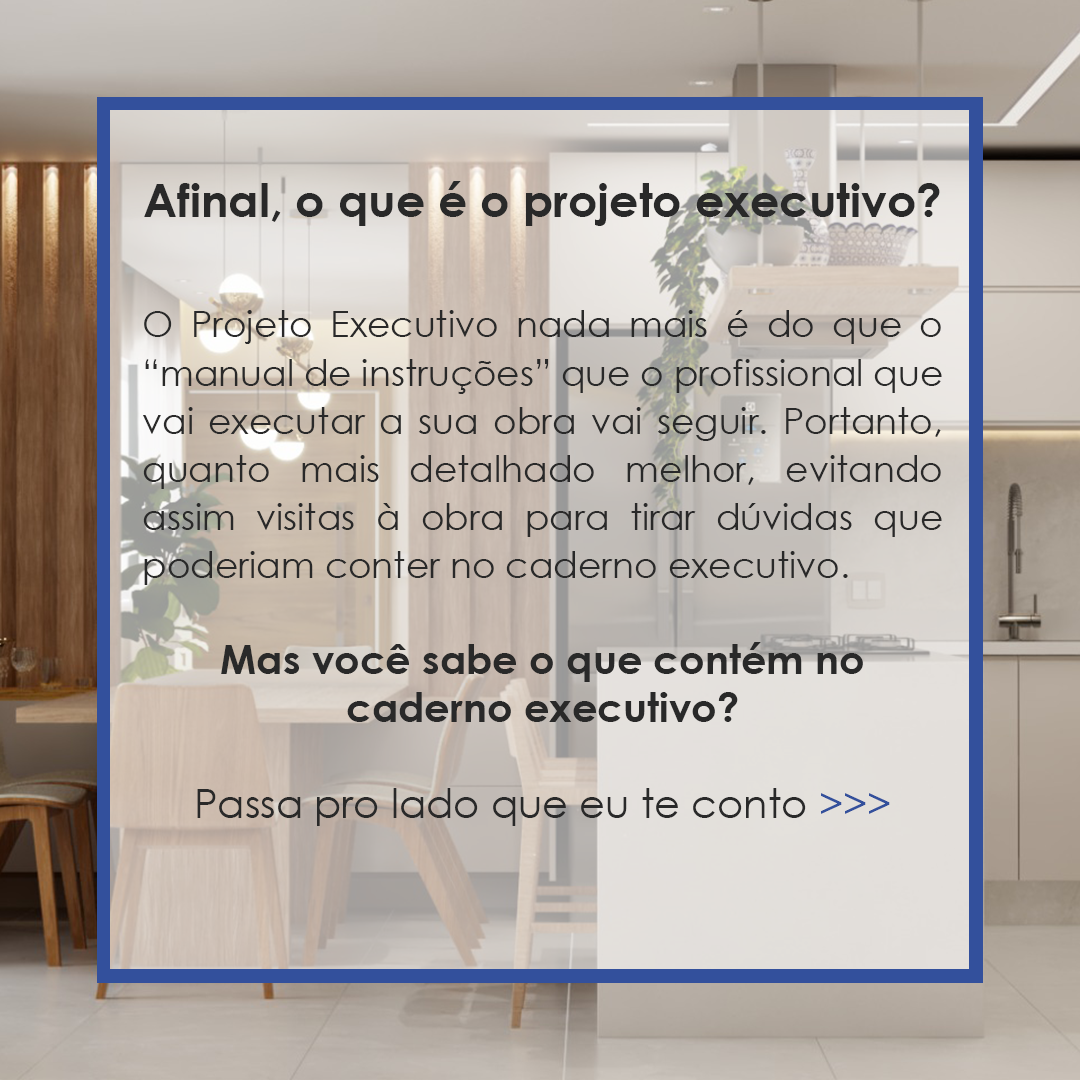 Afinal, o que é o projeto executivo?
O Projeto Executivo nada mais é do que o
“manual de instruções” que o profissional que
vai executar a sua obra vai seguir. Portanto,
quanto mais detalhado melhor, evitando
assim visitas à obra para tirar dúvidas que
poderiam conter no caderno executivo.
Mas você sabe o que contém no
caderno executivo?
Passa pro lado que eu te conto >>>